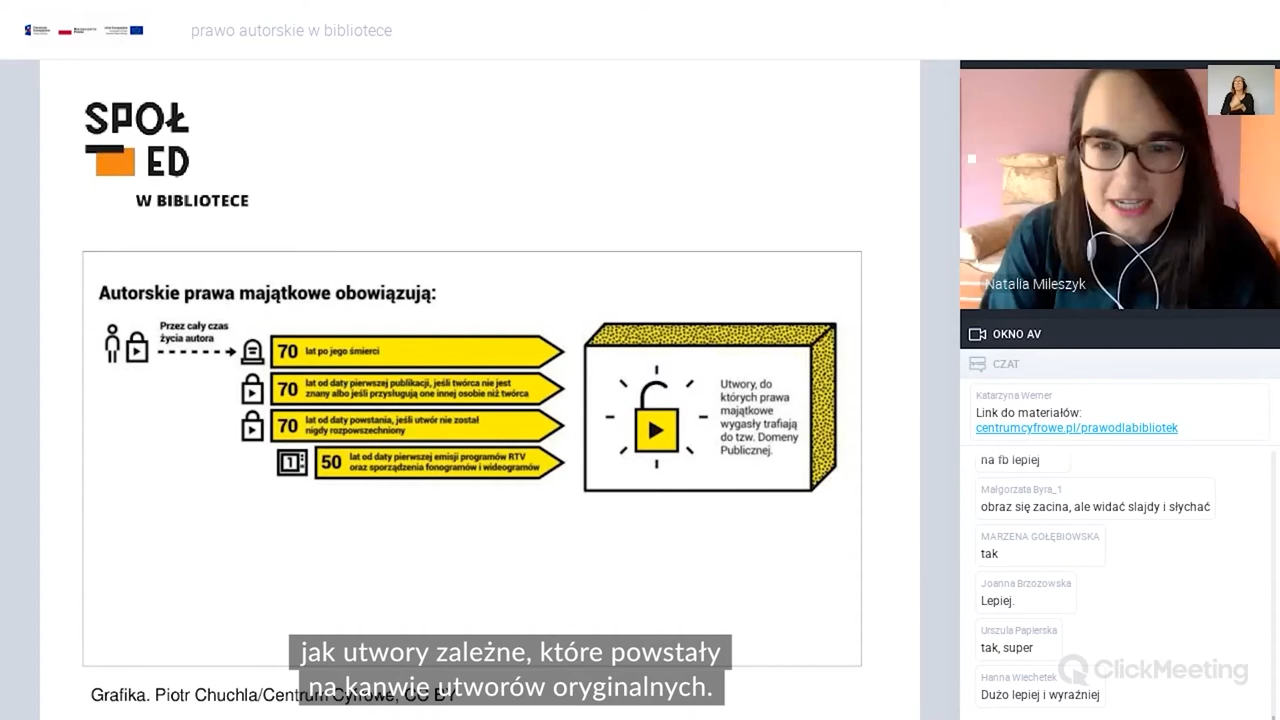 prawo autorskie w bibliotece
SPOŁ
ED
W BIBLIOTECE
Autorskie prawa majątkowe obowiązują:
Przez cały czas
życia autora
70 lat po jego śmierci
70 lat od daty pierwszej publikacji, jeśli twórca nie jest
znany albo jeśli przysługują one innej osobie niż twórca
70 lat od daty powstania, jeśli utwór nie został
nigdy rozpowszechniony
1
50 lat od daty pierwszej emisji programów RTV
oraz sporządzenia fonogramów i wideogramów
Utwory, do
których prawa
majątkowe
wygasły trafiają
do tzw. Domeny
Publicznej.
jak utwory zależne, które powstały
na kanwie utworów oryginalnych.
Grafika. Piotr Chuchla/Centrum Cyfrowe, CC BY
Natalia Mileszyk
OKNO AV
CZAT
Katarzyna Werner
Link do materiałów:
centrumcyfrowe.pl/prawodlabibliotek
na fb lepiej
Małgorzata Byra_1
obraz się zacina, ale widać slajdy i słychać
MARZENA GOŁĘBIOWSKA
tak
Joanna Brzozowska
Lepiej.
Urszula Papierska
tak, super
Hanna Wiechetek
Dużo lepiej i wyraźniej
ClickMeeting